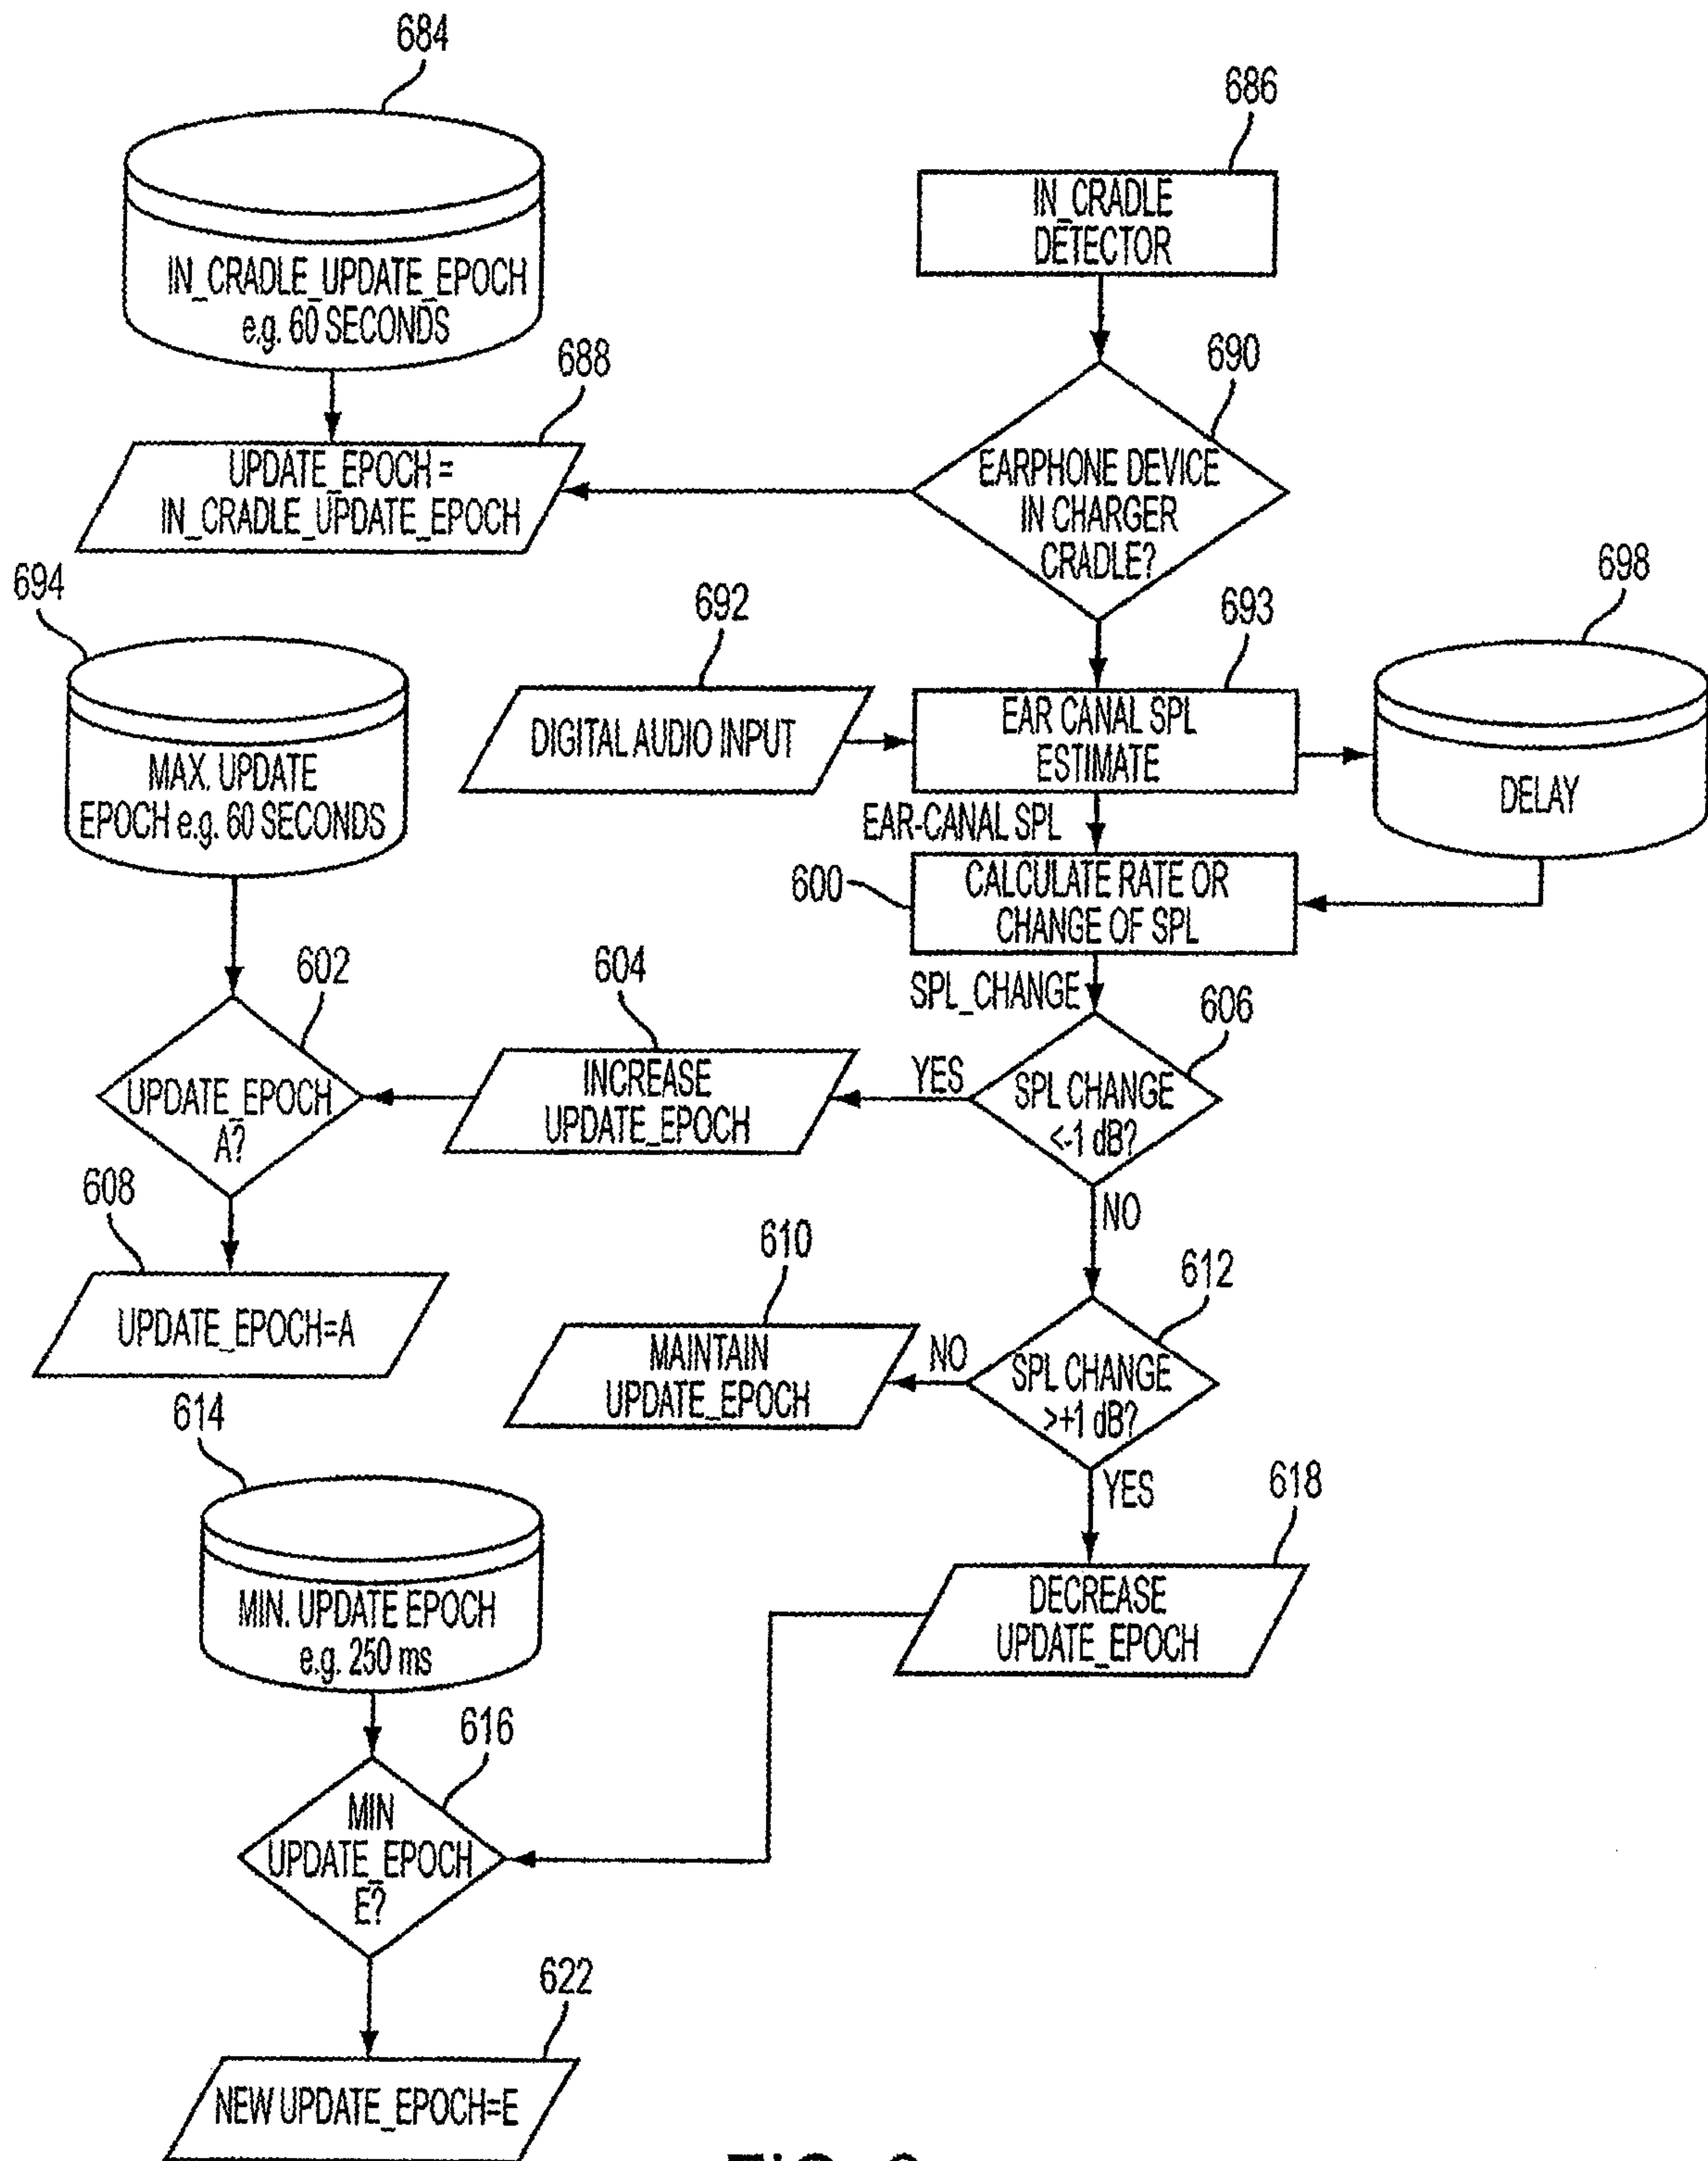 684
686
IN_CRADLE
DETECTOR
IN_CRADLE_UPDATE_EPOCH
e.g. 60 SECONDS
688
690
UPDATE_EPOCH =
IN_CRADLE_UPDATE_EPOCH
EARPHONE DEVICE
IN CHARGER
CRADLE?
694
692
693
698
MAX. UPDATE
EPOCH e.g. 60 SECONDS
DIGITAL AUDIO INPUT
EAR CANAL SPL
ESTIMATE
DELAY
EAR-CANAL SPL
600
CALCULATE RATE OR
CHANGE OF SPL
602
604
SPL_CHANGE
606
UPDATE_EPOCH
A?
INCREASE
UPDATE_EPOCH
YES
SPL CHANGE
<-1 dB?
608
NO
UPDATE_EPOCH=A
610
612
MAINTAIN
UPDATE_EPOCH
NO
SPL CHANGE
>+1 dB?
614
YES
618
MIN. UPDATE EPOCH
e.g. 250 ms
DECREASE
UPDATE_EPOCH
616
MIN
UPDATE_EPOCH
E?
622
NEW UPDATE_EPOCH=E